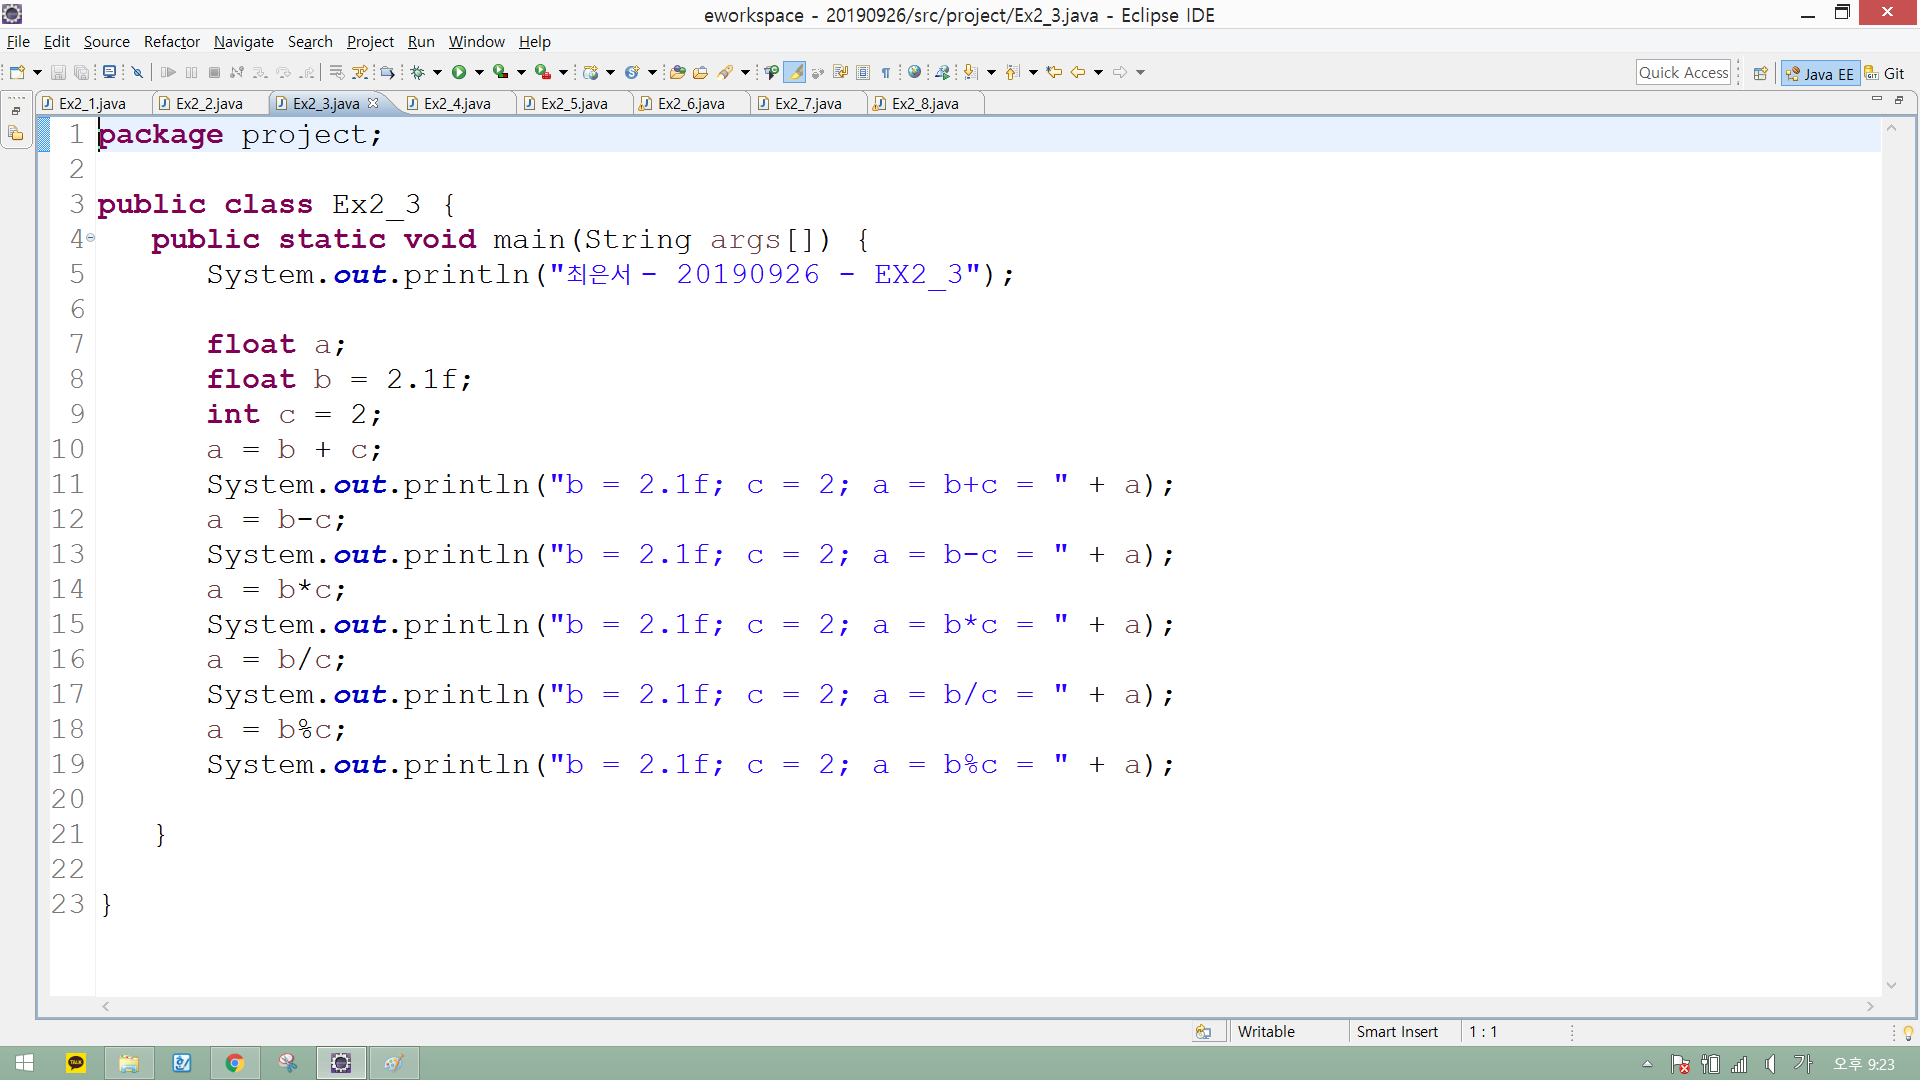 eworkspace - 20190926/src/project/Ex2_3.java - Eclipse IDE
File Edit Source Refactor Navigate Search Project Run Window Help
Quick Access Java EE Git
Ex2_1.java Ex2_2.java Ex2_3.java Ex2_4.java Ex2_5.java Ex2_6.java Ex2_7.java Ex2_8.java
1 package project;
2
3 public class Ex2_3 {
4 public static void main(String args[]) {
5 System.out.println("최은서 - 20190926 - EX2_3");
6
7 float a;
8 float b = 2.1f;
9 int c = 2;
10 a = b + c;
11 System.out.println("b = 2.1f; c = 2; a = b+c = " + a);
12 a = b-c;
13 System.out.println("b = 2.1f; c = 2; a = b-c = " + a);
14 a = b*c;
15 System.out.println("b = 2.1f; c = 2; a = b*c = " + a);
16 a = b/c;
17 System.out.println("b = 2.1f; c = 2; a = b/c = " + a);
18 a = b%c;
19 System.out.println("b = 2.1f; c = 2; a = b%c = " + a);
20
21 }
22
23 }
Writable Smart Insert 1 : 1
TALK 가 오후 9:23